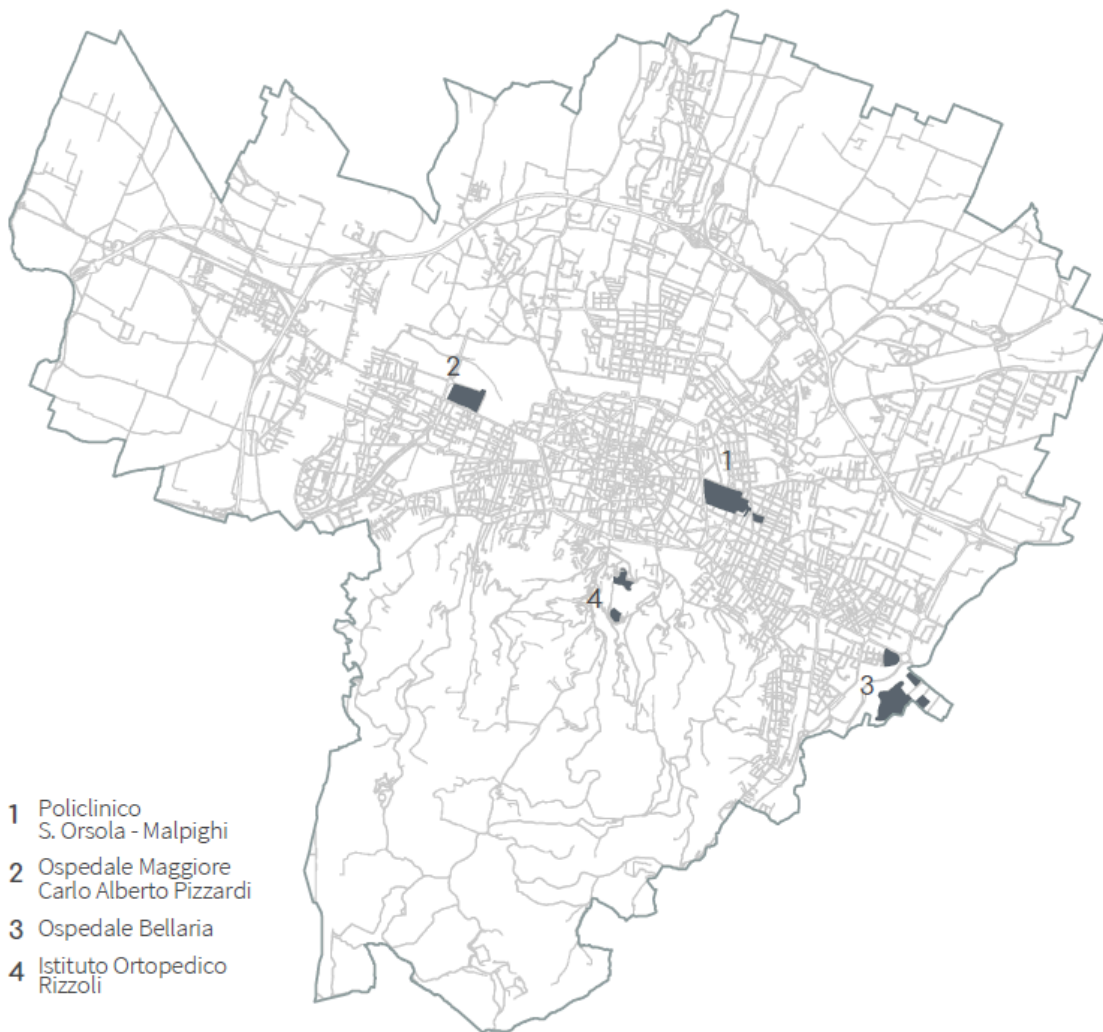 2
1
4
3
1 Policlinico
S. Orsola - Malpighi
2 Ospedale Maggiore
Carlo Alberto Pizzardi
3 Ospedale Bellaria
4 Istituto Ortopedico
Rizzoli